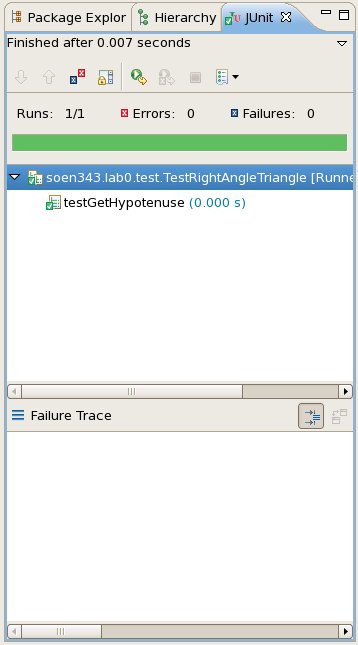 Package Explor Hierarchy JUnit
Finished after 0.007 seconds
Runs: 1/1 Errors: 0 Failures: 0
soen343.lab0.test.TestRightAngleTriangle [Runne
testGetHypotenuse (0.000 s)
Failure Trace